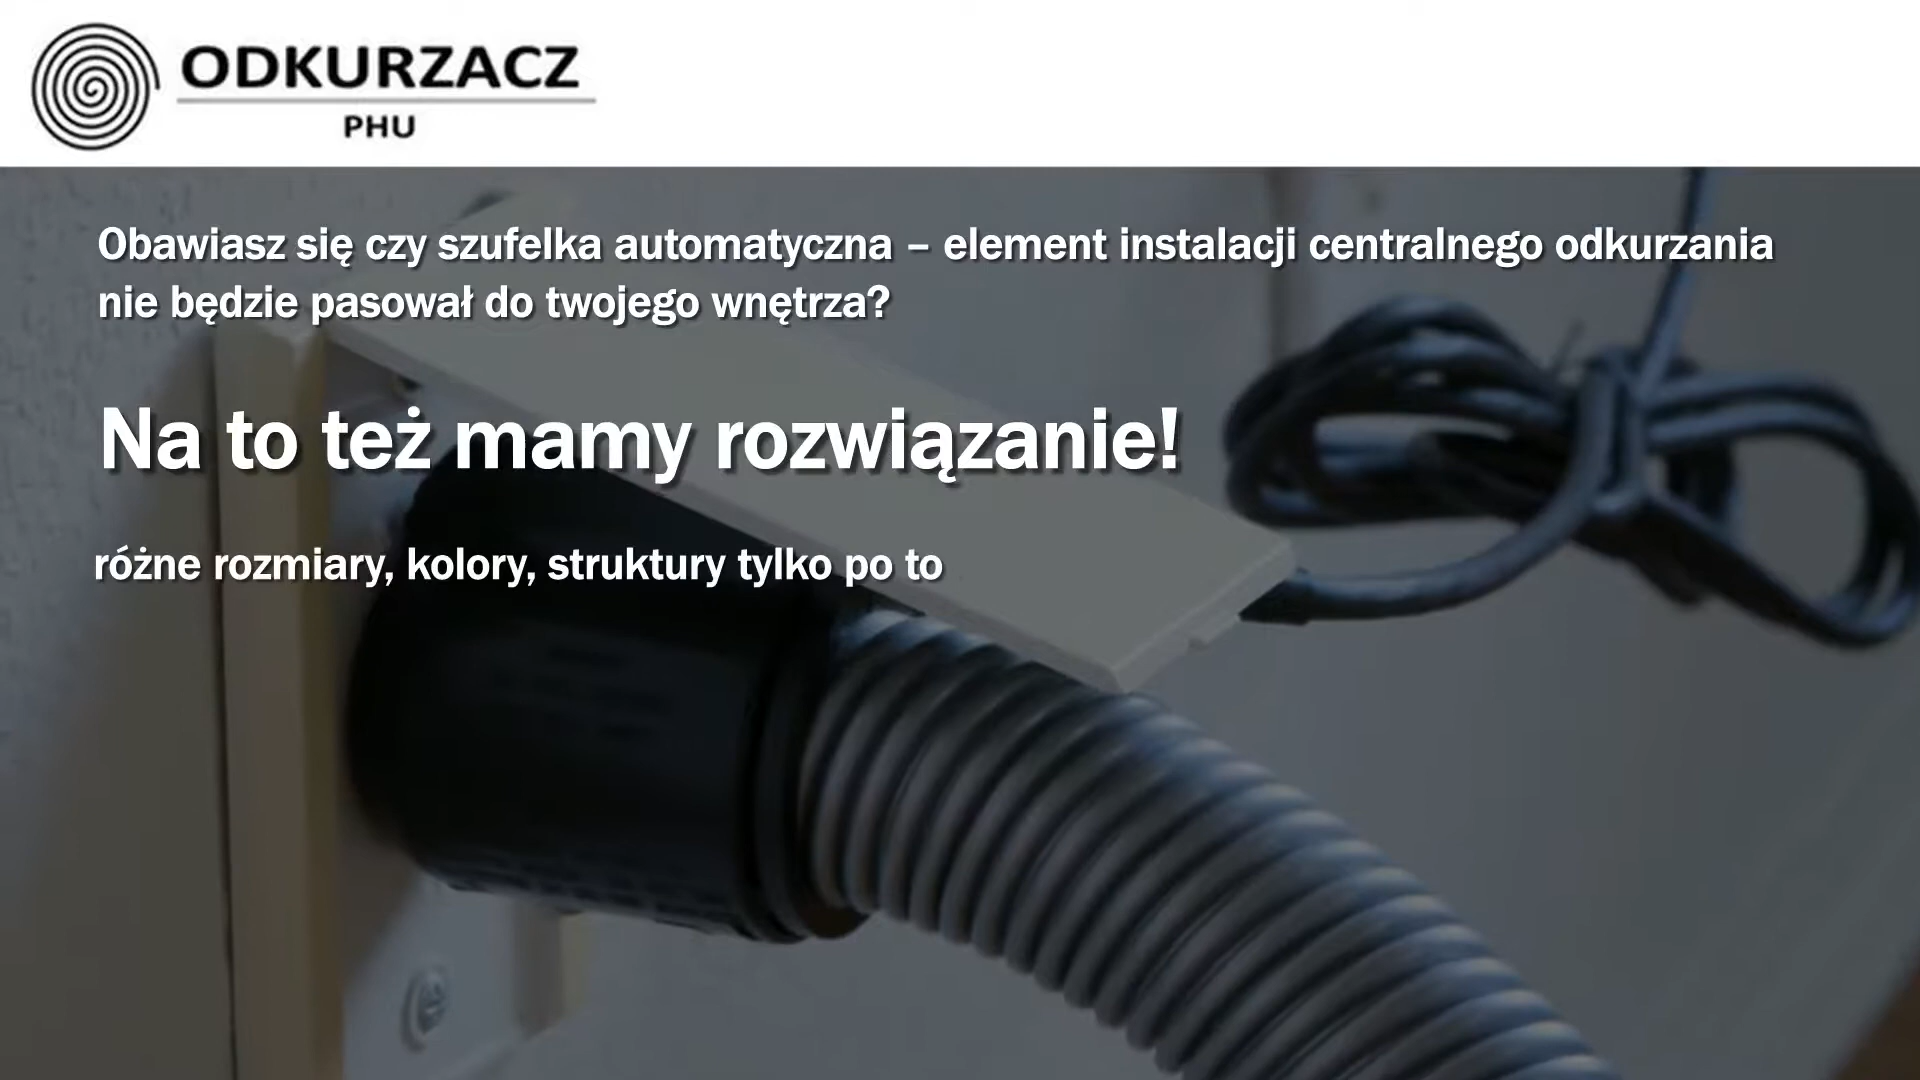 ODKURZACZ
PHU
Obawiasz się czy szufelka automatyczna – element instalacji centralnego odkurzania
nie będzie pasował do twojego wnętrza?
Na to też mamy rozwiązanie!
różne rozmiary, kolory, struktury tylko po to